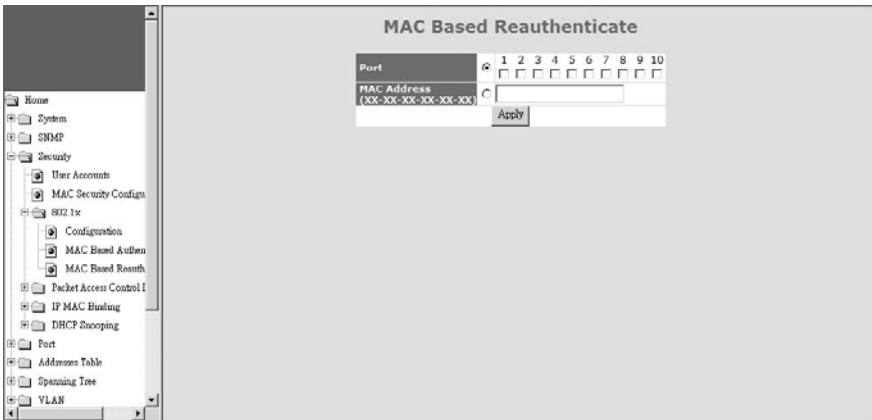 MAC Based Reauthenticate
Port
1 2 3 4 5 6 7 8 9 10
MAC Address
(XX-XX-XX-XX-XX-XX)
Apply
Home
System
SNMP
Security
User Accounts
MAC Security Configu
802.1x
Configuration
MAC Based Authen
MAC Based Reauth
Packet Access Control I
IP MAC Binding
DHCP Snooping
Port
Addresses Table
Spanning Tree
VLAN